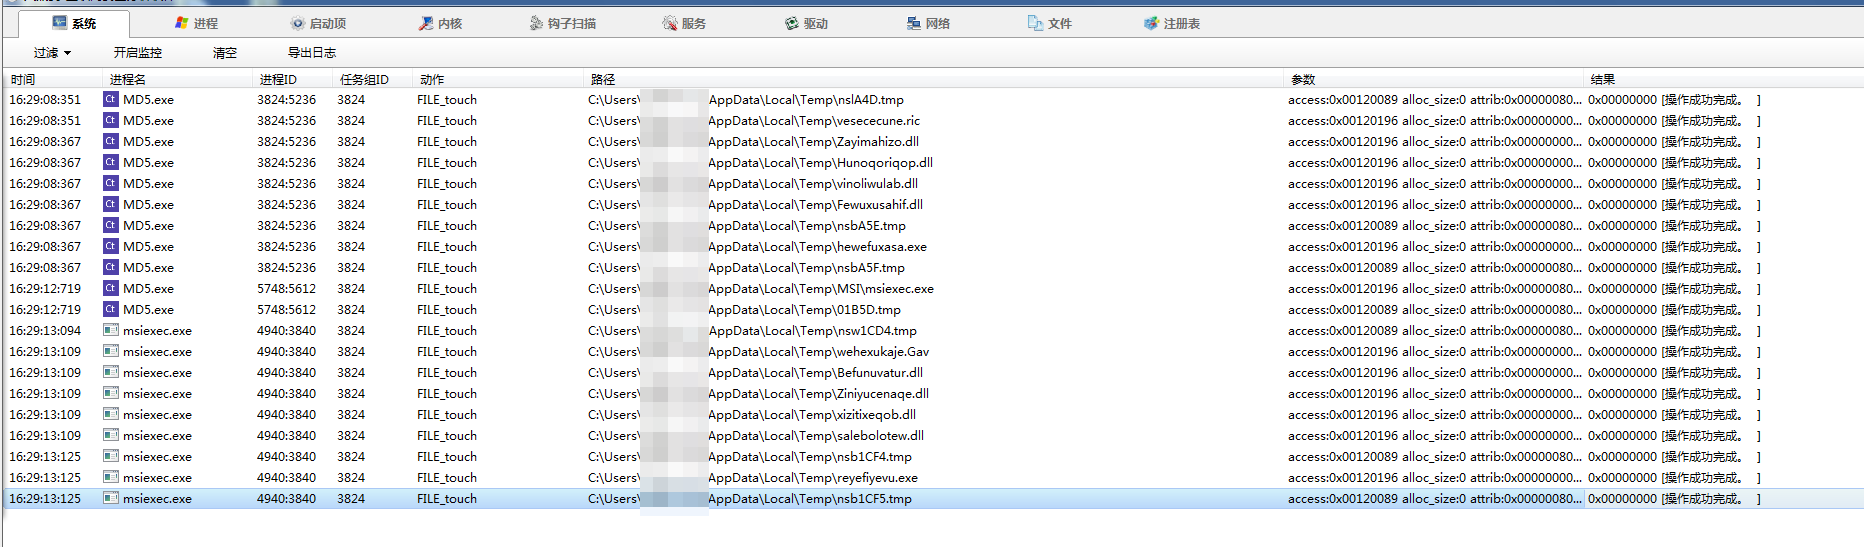 系统 进程 启动项 内核 钩子扫描 服务 驱动 网络 文件 注册表
过滤 开启监控 清空 导出日志
时间 进程名 进程ID 任务组ID 动作 路径 参数 结果
16:29:08:351 Ct MD5.exe 3824:5236 3824 FILE_touch C:\Users\ AppData\Local\Temp\nslA4D.tmp access:0x00120089 alloc_size:0 attrib:0x00000080... 0x00000000 [操作成功完成。 ]
16:29:08:351 Ct MD5.exe 3824:5236 3824 FILE_touch C:\Users\ AppData\Local\Temp\vesececune.ric access:0x00120196 alloc_size:0 attrib:0x00000000... 0x00000000 [操作成功完成。 ]
16:29:08:367 Ct MD5.exe 3824:5236 3824 FILE_touch C:\Users\ AppData\Local\Temp\Zayimahizo.dll access:0x00120196 alloc_size:0 attrib:0x00000000... 0x00000000 [操作成功完成。 ]
16:29:08:367 Ct MD5.exe 3824:5236 3824 FILE_touch C:\Users\ AppData\Local\Temp\Hunoqoriqop.dll access:0x00120196 alloc_size:0 attrib:0x00000000... 0x00000000 [操作成功完成。 ]
16:29:08:367 Ct MD5.exe 3824:5236 3824 FILE_touch C:\Users\ AppData\Local\Temp\vinoliwulab.dll access:0x00120196 alloc_size:0 attrib:0x00000000... 0x00000000 [操作成功完成。 ]
16:29:08:367 Ct MD5.exe 3824:5236 3824 FILE_touch C:\Users\ AppData\Local\Temp\Fewuxusahif.dll access:0x00120196 alloc_size:0 attrib:0x00000000... 0x00000000 [操作成功完成。 ]
16:29:08:367 Ct MD5.exe 3824:5236 3824 FILE_touch C:\Users\ AppData\Local\Temp\nsbA5E.tmp access:0x00120089 alloc_size:0 attrib:0x00000080... 0x00000000 [操作成功完成。 ]
16:29:08:367 Ct MD5.exe 3824:5236 3824 FILE_touch C:\Users\ AppData\Local\Temp\hewefuxasa.exe access:0x00120196 alloc_size:0 attrib:0x00000000... 0x00000000 [操作成功完成。 ]
16:29:08:367 Ct MD5.exe 3824:5236 3824 FILE_touch C:\Users\ AppData\Local\Temp\nsbA5F.tmp access:0x00120089 alloc_size:0 attrib:0x00000080... 0x00000000 [操作成功完成。 ]
16:29:12:719 Ct MD5.exe 5748:5612 3824 FILE_touch C:\Users\ AppData\Local\Temp\MSI\msiexec.exe access:0x00120196 alloc_size:0 attrib:0x00000000... 0x00000000 [操作成功完成。 ]
16:29:12:719 Ct MD5.exe 5748:5612 3824 FILE_touch C:\Users\ AppData\Local\Temp\01B5D.tmp access:0x00120089 alloc_size:0 attrib:0x00000080... 0x00000000 [操作成功完成。 ]
16:29:13:094 msiexec.exe 4940:3840 3824 FILE_touch C:\Users\ AppData\Local\Temp\nsw1CD4.tmp access:0x00120089 alloc_size:0 attrib:0x00000080... 0x00000000 [操作成功完成。 ]
16:29:13:109 msiexec.exe 4940:3840 3824 FILE_touch C:\Users\ AppData\Local\Temp\wehexukaje.Gav access:0x00120196 alloc_size:0 attrib:0x00000000... 0x00000000 [操作成功完成。 ]
16:29:13:109 msiexec.exe 4940:3840 3824 FILE_touch C:\Users\ AppData\Local\Temp\Befunuvatur.dll access:0x00120196 alloc_size:0 attrib:0x00000000... 0x00000000 [操作成功完成。 ]
16:29:13:109 msiexec.exe 4940:3840 3824 FILE_touch C:\Users\ AppData\Local\Temp\Ziniyucenaqe.dll access:0x00120196 alloc_size:0 attrib:0x00000000... 0x00000000 [操作成功完成。 ]
16:29:13:109 msiexec.exe 4940:3840 3824 FILE_touch C:\Users\ AppData\Local\Temp\xizitixeqob.dll access:0x00120196 alloc_size:0 attrib:0x00000000... 0x00000000 [操作成功完成。 ]
16:29:13:109 msiexec.exe 4940:3840 3824 FILE_touch C:\Users\ AppData\Local\Temp\salebolotew.dll access:0x00120196 alloc_size:0 attrib:0x00000000... 0x00000000 [操作成功完成。 ]
16:29:13:125 msiexec.exe 4940:3840 3824 FILE_touch C:\Users\ AppData\Local\Temp\nsb1CF4.tmp access:0x00120089 alloc_size:0 attrib:0x00000080... 0x00000000 [操作成功完成。 ]
16:29:13:125 msiexec.exe 4940:3840 3824 FILE_touch C:\Users\ AppData\Local\Temp\reyefiyevu.exe access:0x00120196 alloc_size:0 attrib:0x00000000... 0x00000000 [操作成功完成。 ]
16:29:13:125 msiexec.exe 4940:3840 3824 FILE_touch C:\Users\ AppData\Local\Temp\nsb1CF5.tmp access:0x00120089 alloc_size:0 attrib:0x00000080... 0x00000000 [操作成功完成。 ]